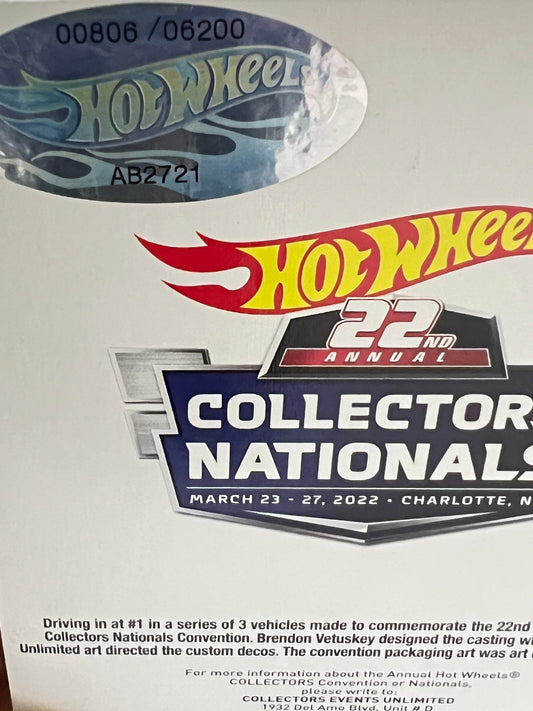 00806 / 06200
HOT WHEELS
AB2721
HOT WHEE
22ND
ANNUAL
COLLECTORS
NATIONALS
MARCH 23 - 27, 2022 • CHARLOTTE, N
Driving in at #1 in a series of 3 vehicles made to commemorate the 22nd
Collectors Nationals Convention. Brendon Vetuskey designed the casting wh
Unlimited art directed the custom decos. The convention packaging art was art
For more information about the Annual Hot Wheels®
COLLECTORS Convention or Nationals,
please write to:
COLLECTORS EVENTS UNLIMITED
1932 Del Amo Blvd. Unit # D